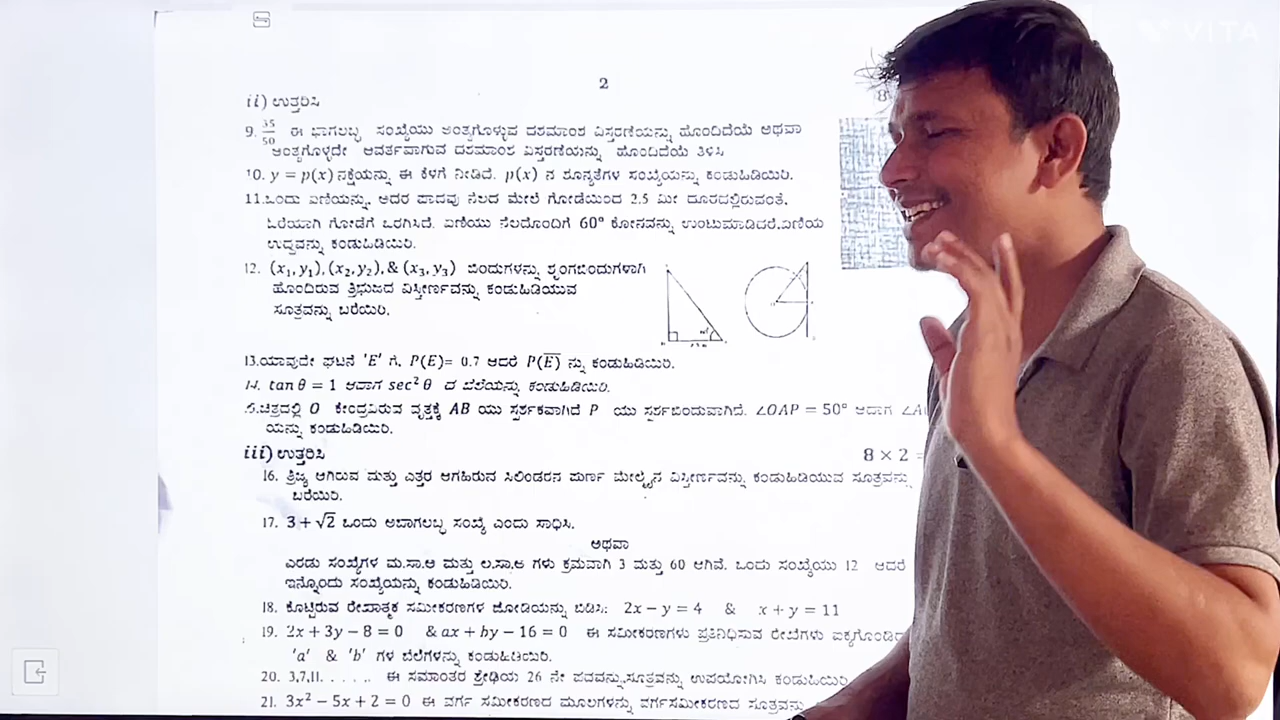 VITA
2
ii) ಉತ್ತರಿಸಿ
8
9. 35/50 ಈ ಭಾಗಲಬ್ಧ ಸಂಖ್ಯೆಯು ಅಂತ್ಯಗೊಳ್ಳುವ ದಶಮಾಂಶ ವಿಸ್ತರಣೆಯನ್ನು ಹೊಂದಿದೆಯೆ ಅಥವಾ
ಅಂತ್ಯಗೊಳ್ಳದೇ ಆವರ್ತವಾಗುವ ದಶಮಾಂಶ ವಿಸ್ತರಣೆಯನ್ನು ಹೊಂದಿದೆಯೆ ತಿಳಿಸಿ
10. y = p(x) ನಕ್ಷೆಯನ್ನು ಈ ಕೆಳಗೆ ನೀಡಿದೆ. p(x) ನ ಶೂನ್ಯತೆಗಳ ಸಂಖ್ಯೆಯನ್ನು ಕಂಡುಹಿಡಿಯಿರಿ.
11.ಒಂದು ಏಣಿಯನ್ನು, ಅದರ ಪಾದವು ನೆಲದ ಮೇಲೆ ಗೋಡೆಯಿಂದ 2.5 ಮೀ ದೂರದಲ್ಲಿರುವಂತೆ,
ಓರೆಯಾಗಿ ಗೋಡೆಗೆ ಒರಗಿಸಿದೆ. ಏಣಿಯು ನೆಲದೊಂದಿಗೆ 60° ಕೋನವನ್ನು ಉಂಟುಮಾಡಿದರೆ.ಏಣಿಯ
ಉದ್ದವನ್ನು ಕಂಡುಹಿಡಿಯಿರಿ.
12. (x₁, y₁), (x₂, y₂), & (x₃, y₃) ಬಿಂದುಗಳನ್ನು ಶೃಂಗಬಿಂದುಗಳಾಗಿ
ಹೊಂದಿರುವ ತ್ರಿಭುಜದ ವಿಸ್ತೀರ್ಣವನ್ನು ಕಂಡುಹಿಡಿಯುವ
ಸೂತ್ರವನ್ನು ಬರೆಯಿರಿ.
13.ಯಾವುದೇ ಘಟನೆ 'E' ಗೆ, P(E)= 0.7 ಆದರೆ P(E̅) ನ್ನು ಕಂಡುಹಿಡಿಯಿರಿ.
14. tan θ = 1 ಆದಾಗ sec² θ ದ ಬೆಲೆಯನ್ನು ಕಂಡುಹಿಡಿಯಿರಿ.
5.ಚಿತ್ರದಲ್ಲಿ O ಕೇಂದ್ರವಿರುವ ವೃತ್ತಕ್ಕೆ AB ಯು ಸ್ಪರ್ಶಕವಾಗಿದೆ P ಯು ಸ್ಪರ್ಶಬಿಂದುವಾಗಿದೆ. ∠OAP = 50° ಆದಾಗ
ಯನ್ನು ಕಂಡುಹಿಡಿಯಿರಿ.
iii) ಉತ್ತರಿಸಿ
8 × 2 =
16. ತ್ರಿಜ್ಯ ಆಗಿರುವ ಮತ್ತು ಎತ್ತರ ಆಗಹಿರುನ ಸಿಲಿಂಡರನ ಪೂರ್ಣ ಮೇಲ್ಮೈನ ವಿಸ್ತೀರ್ಣವನ್ನು ಕಂಡುಹಿಡಿಯುವ ಸೂತ್ರವನ್ನು
ಬರೆಯಿರಿ.
17. 3 + √2 ಒಂದು ಅಬಾಗಲಬ್ಧ ಸಂಖ್ಯೆ ಎಂದು ಸಾಧಿಸಿ.
ಅಥವಾ
ಎರಡು ಸಂಖ್ಯೆಗಳ ಮ.ಸಾ.ಅ ಮತ್ತು ಲ.ಸಾ.ಅ ಗಳು ಕ್ರಮವಾಗಿ 3 ಮತ್ತು 60 ಆಗಿವೆ. ಒಂದು ಸಂಖ್ಯೆಯು 12 ಆದರೆ
ಇನ್ನೊಂದು ಸಂಖ್ಯೆಯನ್ನು ಕಂಡುಹಿಡಿಯಿರಿ.
18. ಕೊಟ್ಟಿರುವ ರೇಖಾತ್ಮಕ ಸಮೀಕರಣಗಳ ಜೋಡಿಯನ್ನು ಬಿಡಿಸಿ: 2x − y = 4 & x + y = 11
19. 2x + 3y − 8 = 0 & ax + by − 16 = 0 ಈ ಸಮೀಕರಣಗಳು ಪ್ರತಿನಿಧಿಸುವ ರೇಖೆಗಳು
'a' & 'b' ಗಳ ಬೆಲೆಗಳನ್ನು ಕಂಡುಹಿಡಿಯಿರಿ.
20. 3,7,11. . . . . . ಈ ಸಮಾಂತರ ಶ್ರೇಢಿಯ 26 ನೇ ಪದವನ್ನು,ಸೂತ್ರವನ್ನು ಉಪಯೋಗಿಸಿ ಕಂಡುಹಿಡಿಯಿರಿ
21. 3x² − 5x + 2 = 0 ಈ ವರ್ಗ ಸಮೀಕರಣದ ಮೂಲಗಳನ್ನು ವರ್ಗಸಮೀಕರಣದ ಸೂತ್ರವನ್ನು